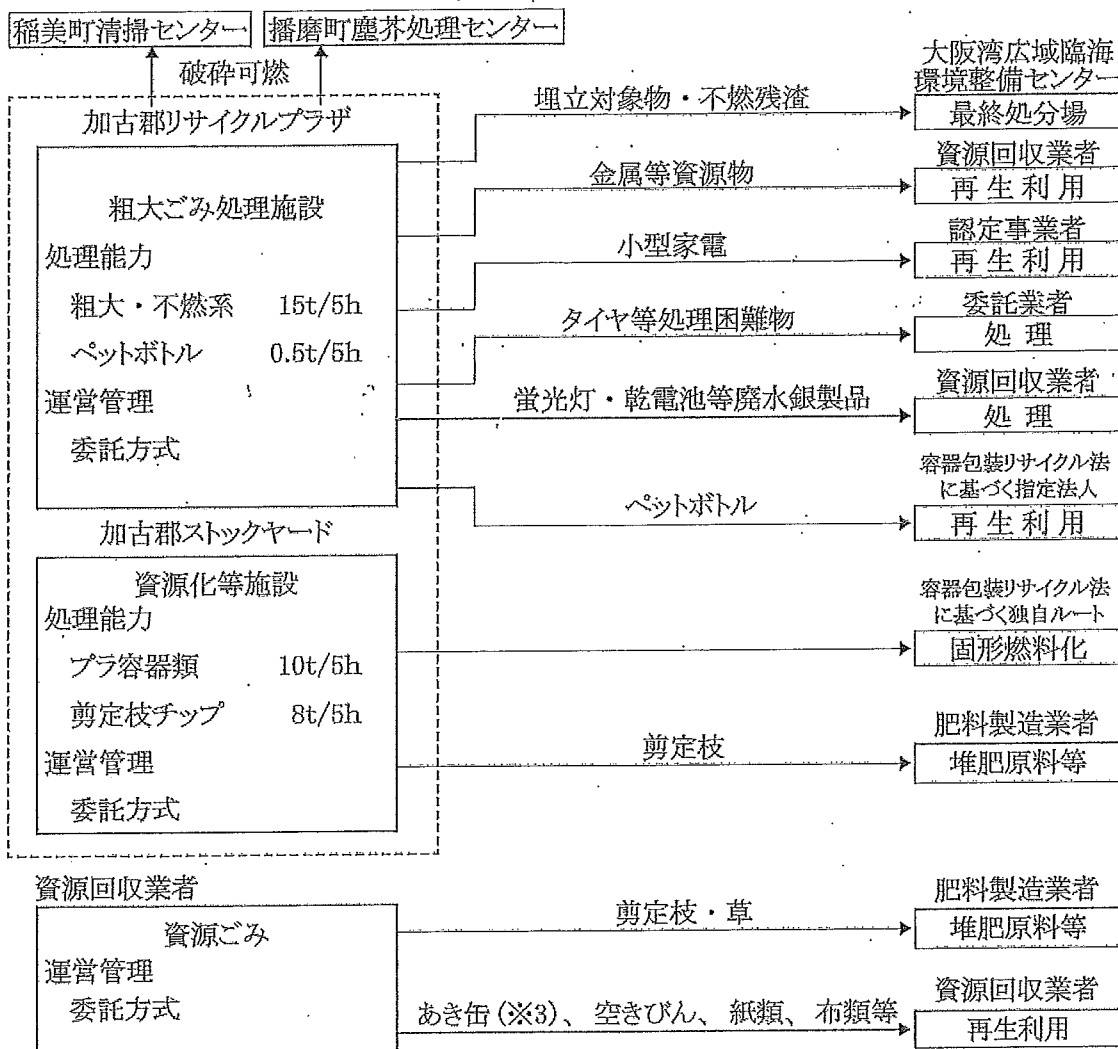 稲美町清掃センター 播磨町塵芥処理センター
破砕可燃
加古郡リサイクルプラザ
粗大ごみ処理施設
処理能力
粗大・不燃系 15t/5h
ペットボトル 0.5t/5h
運営管理
委託方式
埋立対象物・不燃残渣
大阪湾広域臨海
環境整備センター
最終処分場
金属等資源物
資源回収業者
再生利用
小型家電
認定事業者
再生利用
タイヤ等処理困難物
委託業者
処理
蛍光灯・乾電池等廃水銀製品
資源回収業者
処理
ペットボトル
容器包装リサイクル法
に基づく指定法人
再生利用
加古郡ストックヤード
資源化等施設
処理能力
プラ容器類 10t/5h
剪定枝チップ 8t/5h
運営管理
委託方式
容器包装リサイクル法
に基づく独自ルート
固形燃料化
剪定枝
肥料製造業者
堆肥原料等
資源回収業者
資源ごみ
運営管理
委託方式
剪定枝・草
肥料製造業者
堆肥原料等
あき缶(※3)、空きびん、紙類、布類等
資源回収業者
再生利用